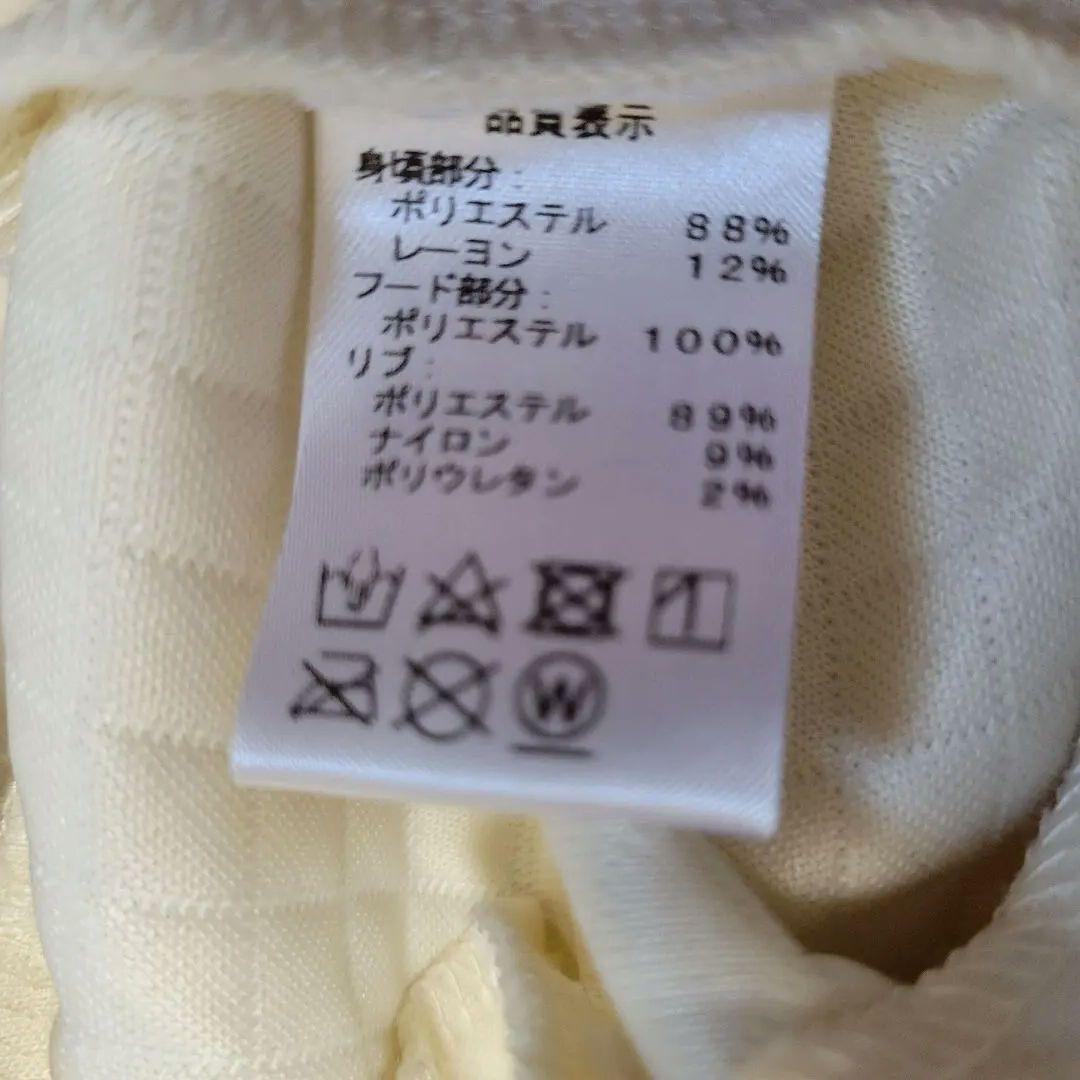 品質表示
身頃部分:
ポリエステル 88%
レーヨン 12%
フード部分:
ポリエステル 100%
リブ:
ポリエステル 89%
ナイロン 9%
ポリウレタン 2%
W